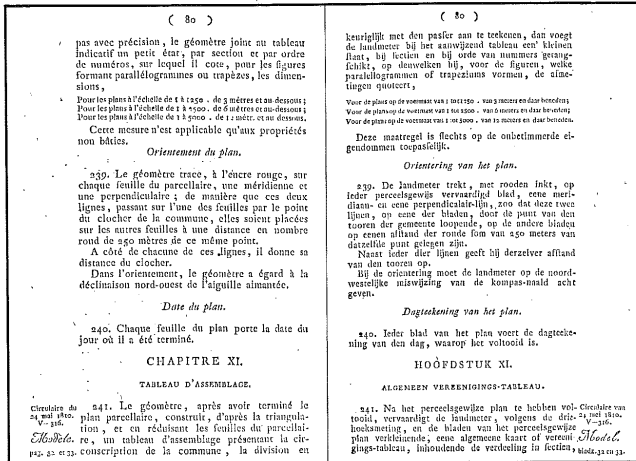 ( 80 )
pas avec précision, le géomètre joint au tableau
indicatif un petit état, par section et par ordre
de numéros, sur lequel il cote, pour les figures
formant parallélogrammes ou trapèzes, les dimen-
sions,
Pour les plans à l'échelle de 1 à 1250 . de 3 mètres et au-dessous;
Pour les plans à l'échelle de 1 à 2500 . de 6 mètres et au-dessous;
Pour les plans à l'échelle de 1 à 5000 . de 12 mètr. et au dessous.
Cette mesure n'est applicable qu'aux propriétés
non bâties.
Orientement du plan.
239. Le géomètre trace, à l'encre rouge, sur
chaque feuille du parcellaire, une méridienne et
une perpendiculaire ; de manière que ces deux
lignes, passant sur l'une des feuilles par le point
du clocher de la commune, elles soient placées
sur les autres feuilles à une distance en nombre
rond de 250 mètres de ce même point.
A côté de chacune de ces lignes, il donne sa
distance du clocher.
Dans l'orientement, le géomètre a égard à la
déclinaison nord-ouest de l'aiguille aimantée.
Date du plan.
240. Chaque feuille du plan porte la date du
jour où il a été terminé.
CHAPITRE XI.
TABLEAU D'ASSEMBLAGE.
Circulaire du
24 mai 1810.
V—316.
Modèle.
pag. 32 et 33.
241. Le géomètre, après avoir terminé le
plan parcellaire, construit, d'après la triangula-
tion, et en réduisant les feuilles du parcellai-
re, un tableau d'assemblage présentant la cir-
conscription de la commune, la division en
( 80 )
keuriglijk met den passer aan te teekenen, dan voegt
de landmeter bij het aanwijzend tableau een' kleinen
staat, bij sectien en bij orde van nummers gerang-
schikt, op denwelken hij, voor de figuren, welke
parallelogrammen of trapeziums vormen, de afme-
tingen quoteert,
Voor de plans op de voetmaat van 1 tot 1250 . van 3 meters en daar beneden;
Voor de plans op de voetmaat van 1 tot 2500 . van 6 meters en daar beneden;
Voor de plans op de voetmaat van 1 tot 5000 . van 12 meters en daar beneden.
Deze maatregel is slechts op de onbetimmerde ei-
gendommen toepasselijk.
Orientering van het plan.
239. De landmeter trekt, met rooden inkt, op
ieder perceelsgewijs vervaardigd blad, eene meri-
diaan- en eene perpendiculair-lijn, zoo dat deze twee
lijnen, op eene der bladen, door de punt van den
tooren der gemeente loopende, op de andere bladen
op eenen afstand der ronde som van 250 meters van
datzelfde punt gelegen zijn.
Naast ieder dier lijnen geeft hij derzelver afstand
van den tooren op.
Bij de orientering moet de landmeter op de noord-
westelijke miswijzing van de kompas-naald acht
geven.
Dagteekening van het plan.
240. Ieder blad van het plan voert de dagteeke-
ning van den dag, waarop het voltooid is.
HOOFDSTUK XI.
ALGEMEEN VEREENIGINGS-TABLEAU.
241. Na het perceelsgewijze plan te hebben vol-
tooid, vervaardigt de landmeter, volgens de drie-
hoeksmeting, en de bladen van het perceelsgewijze
plan verkleinende, eene algemeene kaart of vereeni-
gings-tableau, inhoudende de verdeeling in sectien,
Circulaire van
24 mei 1810.
V—316.
Model.
bladz. 32 en 33.